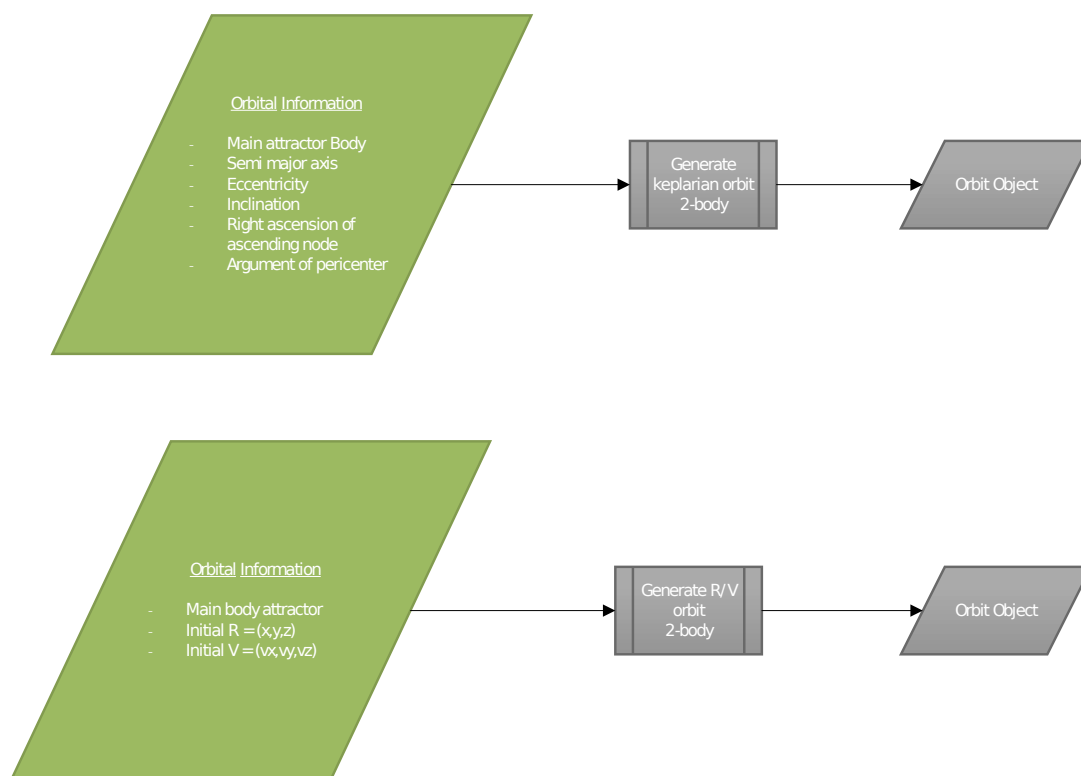 Orbital Information
- Main attractor Body
- Semi major axis
- Eccentricity
- Inclination
- Right ascension of
ascending node
- Argument of pericenter
Generate
keplarian orbit
2-body
Orbit Object
Orbital Information
- Main body attractor
- Initial R = (x,y,z)
- Initial V = (vx,vy,vz)
Generate R/V
orbit
2-body
Orbit Object